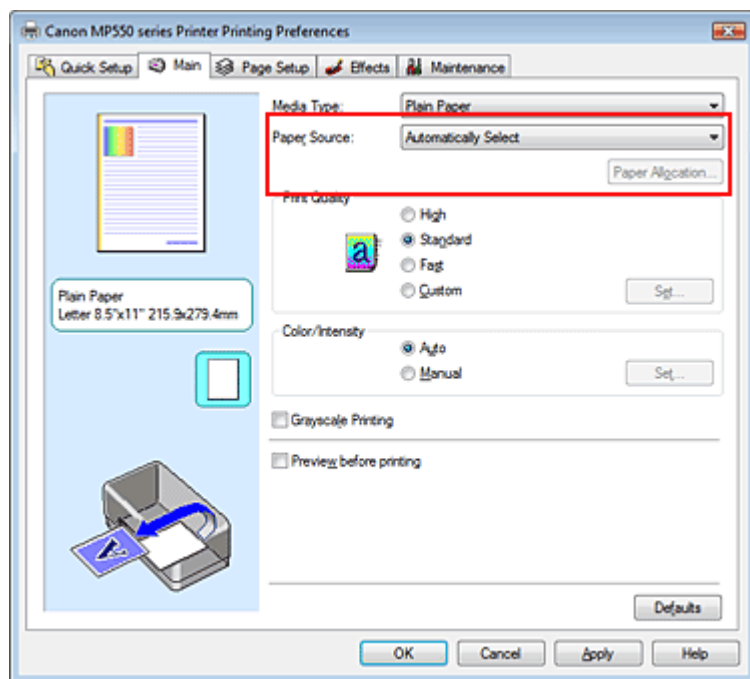 Canon MP550 series Printer Printing Preferences
Quick Setup Main Page Setup Effects Maintenance
Media Type: Plain Paper
Paper Source: Automatically Select
Paper Allocation...
Print Quality
High
a Standard
Fast
Custom Set...
Plain Paper
Letter 8.5"x11" 215.9x279.4mm
Color/Intensity
Auto
Manual Set...
Grayscale Printing
Preview before printing
A
Defaults
OK Cancel Apply Help